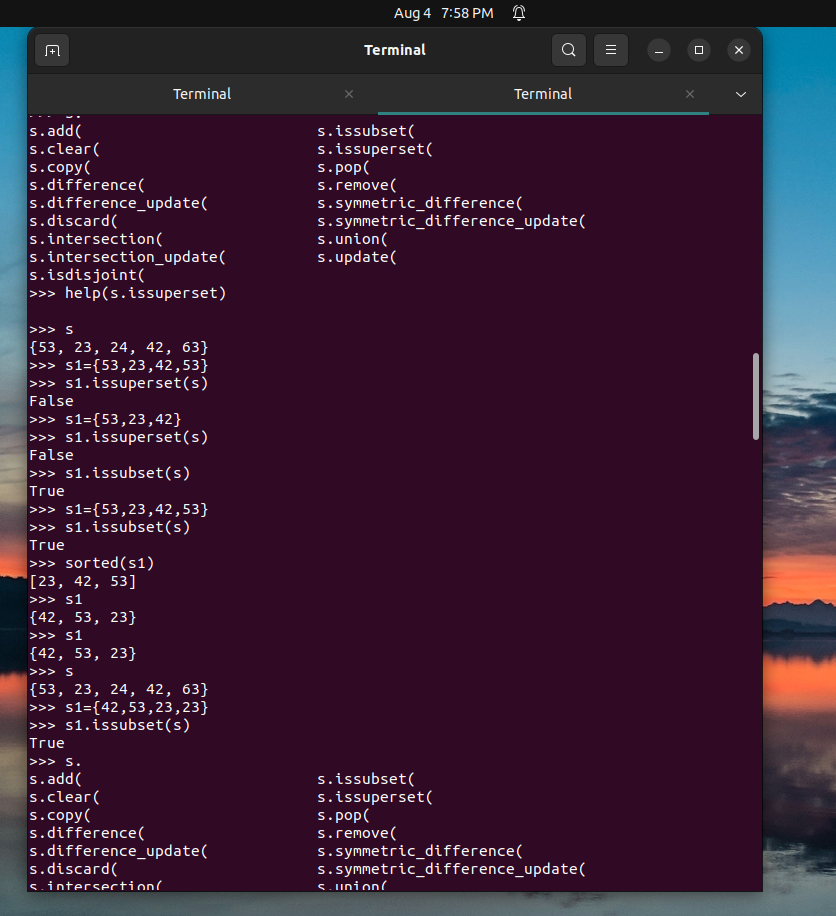 Aug 4 7:58 PM
Terminal
Terminal Terminal
s.add( s.issubset(
s.clear( s.issuperset(
s.copy( s.pop(
s.difference( s.remove(
s.difference_update( s.symmetric_difference(
s.discard( s.symmetric_difference_update(
s.intersection( s.union(
s.intersection_update( s.update(
s.isdisjoint(
>>> help(s.issuperset)
>>> s
{53, 23, 24, 42, 63}
>>> s1={53,23,42,53}
>>> s1.issuperset(s)
False
>>> s1={53,23,42}
>>> s1.issuperset(s)
False
>>> s1.issubset(s)
True
>>> s1={53,23,42,53}
>>> s1.issubset(s)
True
>>> sorted(s1)
[23, 42, 53]
>>> s1
{42, 53, 23}
>>> s1
{42, 53, 23}
>>> s
{53, 23, 24, 42, 63}
>>> s1={42,53,23,23}
>>> s1.issubset(s)
True
>>> s.
s.add( s.issubset(
s.clear( s.issuperset(
s.copy( s.pop(
s.difference( s.remove(
s.difference_update( s.symmetric_difference(
s.discard( s.symmetric_difference_update(
s.intersection( s.union(